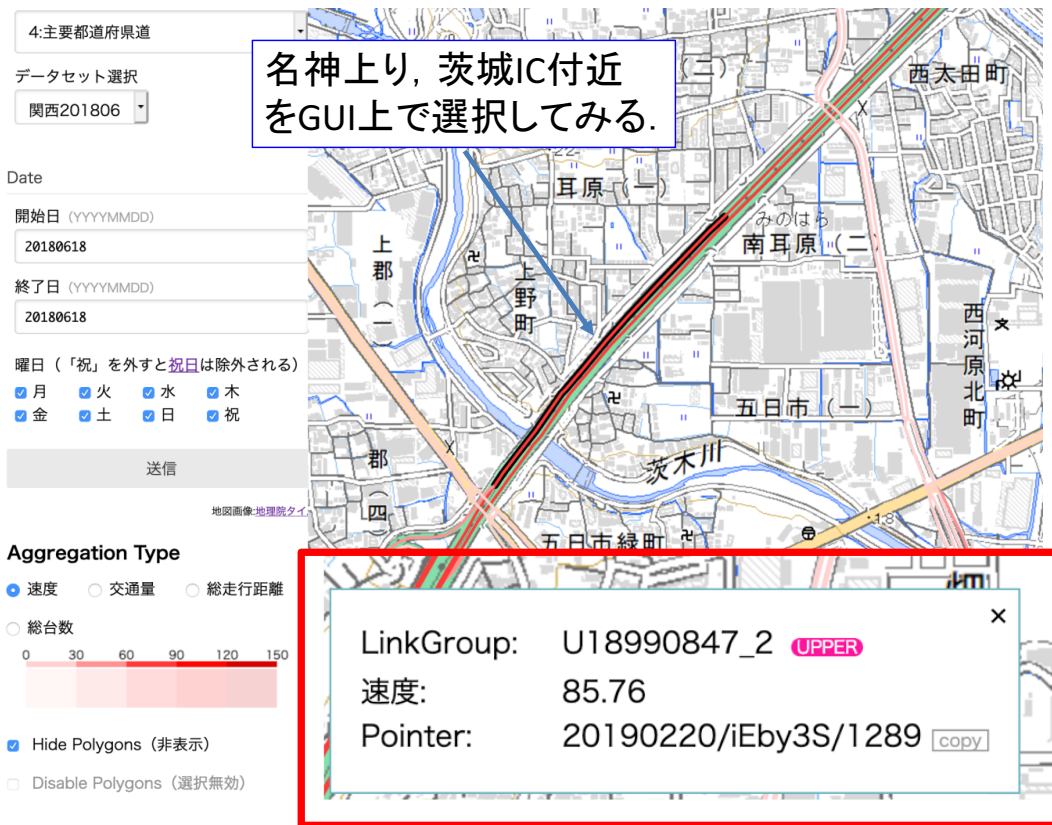 4:主要都道府県道
データセット選択
関西201806
Date
開始日 (YYYYMMDD)
20180618
終了日 (YYYYMMDD)
20180618
曜日（「祝」を外すと祝日は除外される）
月 火 水 木
金 土 日 祝
送信
地図画像:地理院タイ
Aggregation Type
速度 交通量 総走行距離
総台数
0 30 60 90 120 150
Hide Polygons（非表示）
Disable Polygons（選択無効）
名神上り, 茨城IC付近
をGUI上で選択してみる.
(二)
西太田町
22
耳原(一)
みのはら
南耳原(二)
上郡(一)
上野町
西河原北町
五日市(一)
茨木川
郡
(四
五日市緑町
LinkGroup: U18990847_2 UPPER
×
速度: 85.76
Pointer: 20190220/iEby3S/1289 copy